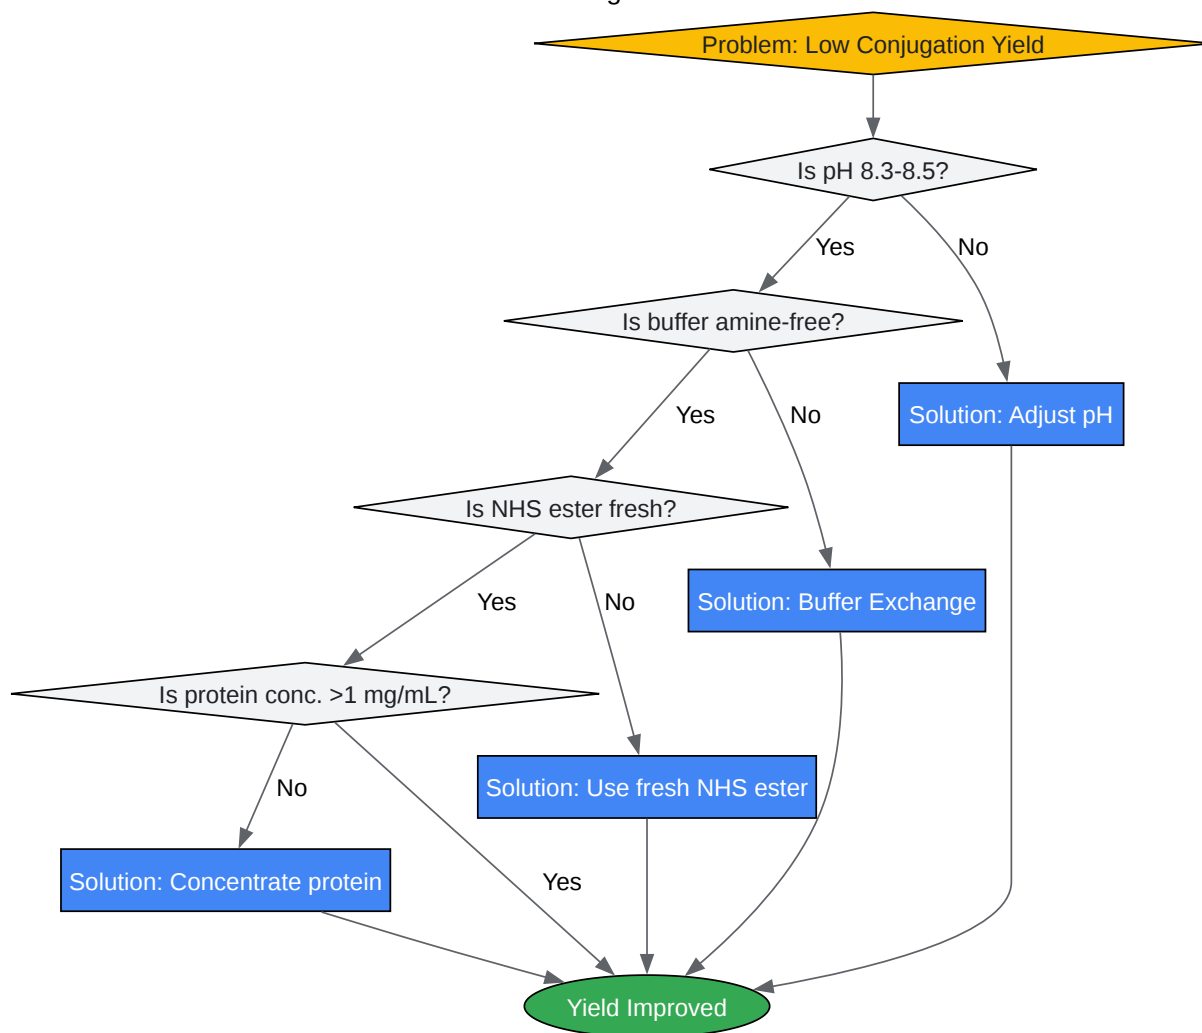 Problem: Low Conjugation Yield
Is pH 8.3-8.5?
Yes
No
Is buffer amine-free?
Yes
No
Solution: Adjust pH
Is NHS ester fresh?
Yes
No
Solution: Buffer Exchange
Is protein conc. >1 mg/mL?
No
Solution: Use fresh NHS ester
Yes
Solution: Concentrate protein
Yield Improved